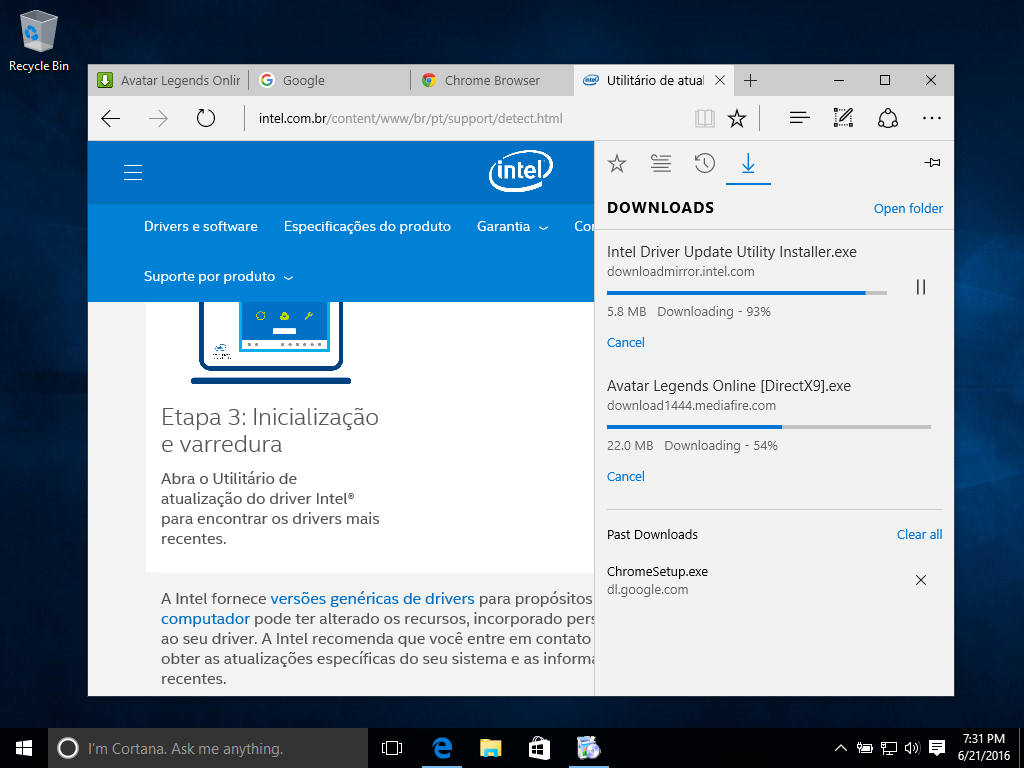 Recycle Bin
Avatar Legends Onlin
Google
Chrome Browser
Utilitário de atual
intel.com.br/content/www/br/pt/support/detect.html
intel
Drivers e software
Especificações do produto
Garantia
Co
Suporte por produto
Etapa 3: Inicialização
e varredura
Abra o Utilitário de
atualização do driver Intel®
para encontrar os drivers mais
recentes.
A Intel fornece versões genéricas de drivers para propósitos
computador pode ter alterado os recursos, incorporado pers
ao seu driver. A Intel recomenda que você entre em contato
obter as atualizações específicas do seu sistema e as informa
recentes.
DOWNLOADS
Open folder
Intel Driver Update Utility Installer.exe
downloadmirror.intel.com
5.8 MB Downloading - 93%
Cancel
Avatar Legends Online [DirectX9].exe
download1444.mediafire.com
22.0 MB Downloading - 54%
Cancel
Past Downloads
Clear all
ChromeSetup.exe
dl.google.com
I'm Cortana. Ask me anything.
7:31 PM
6/21/2016